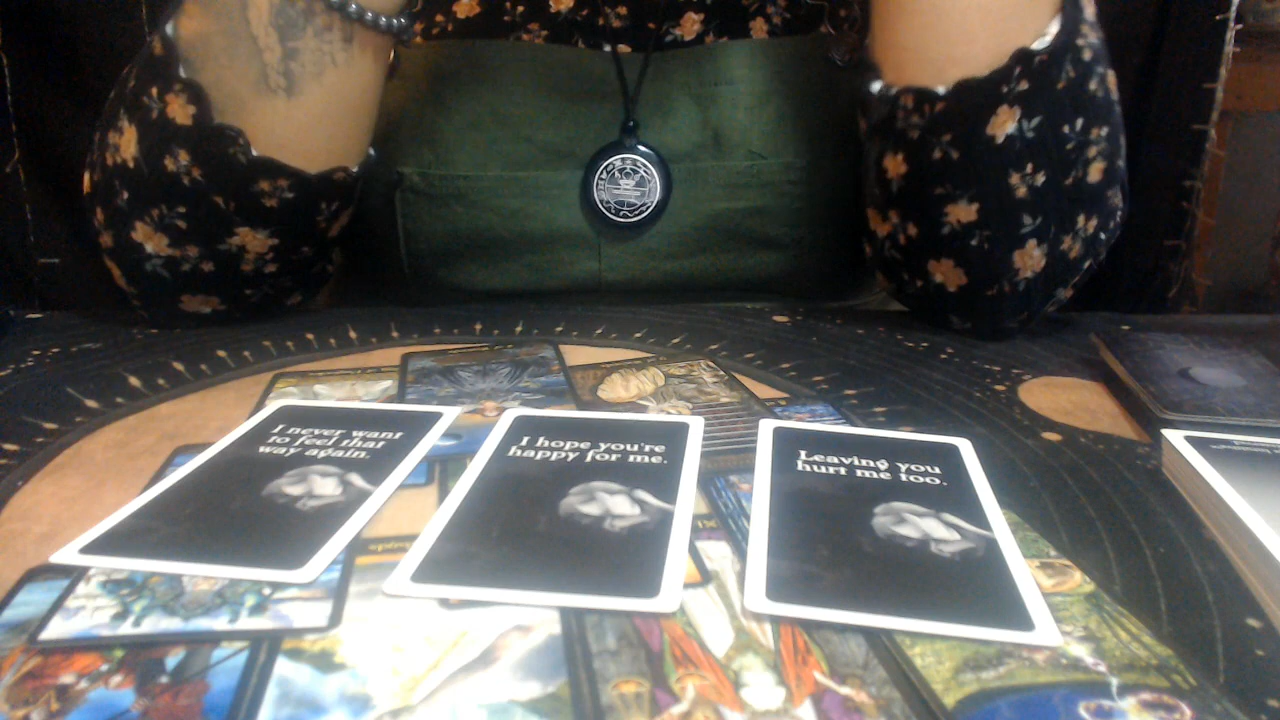 I never want
to feel that
way again.
I hope you're
happy for me.
Leaving you
hurt me too.